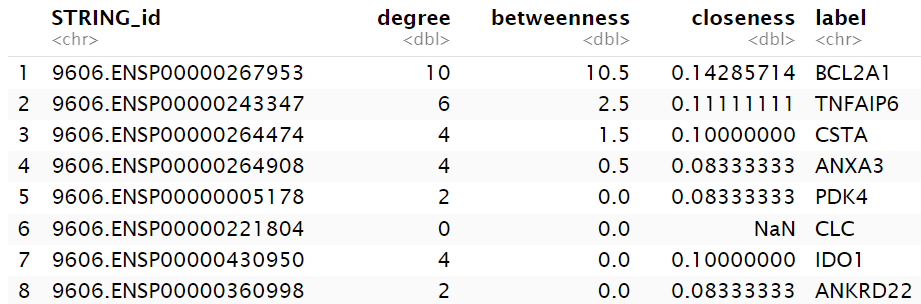 STRING_id degree betweenness closeness label
<chr> <dbl> <dbl> <dbl> <chr>
1 9606.ENSP00000267953 10 10.5 0.14285714 BCL2A1
2 9606.ENSP00000243347 6 2.5 0.11111111 TNFAIP6
3 9606.ENSP00000264474 4 1.5 0.10000000 CSTA
4 9606.ENSP00000264908 4 0.5 0.08333333 ANXA3
5 9606.ENSP00000005178 2 0.0 0.08333333 PDK4
6 9606.ENSP00000221804 0 0.0 NaN CLC
7 9606.ENSP00000430950 4 0.0 0.10000000 IDO1
8 9606.ENSP00000360998 2 0.0 0.08333333 ANKRD22